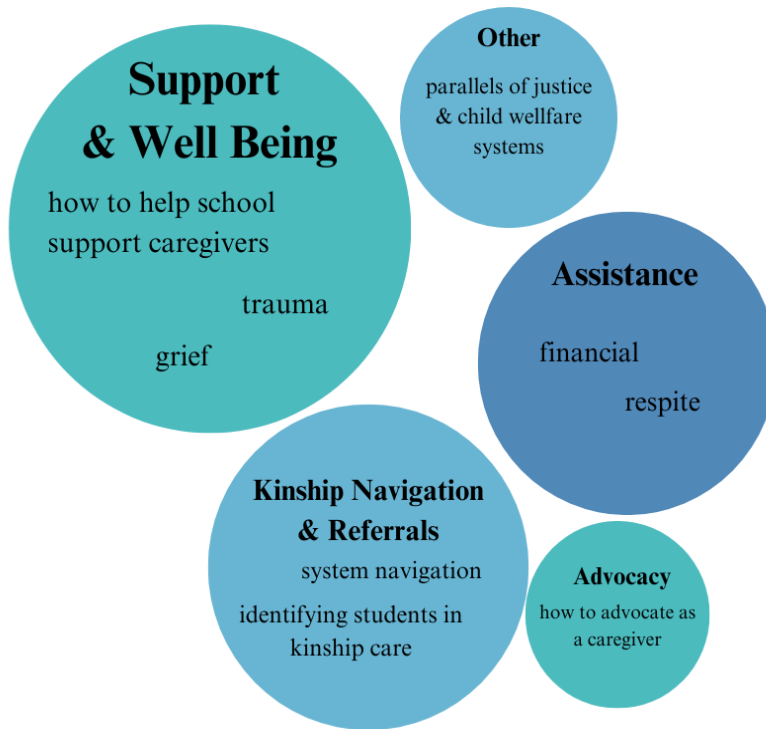 Support
& Well Being
how to help school
support caregivers
trauma
grief
Other
parallels of justice
& child wellfare
systems
Assistance
financial
respite
Kinship Navigation
& Referrals
system navigation
identifying students in
kinship care
Advocacy
how to advocate as
a caregiver